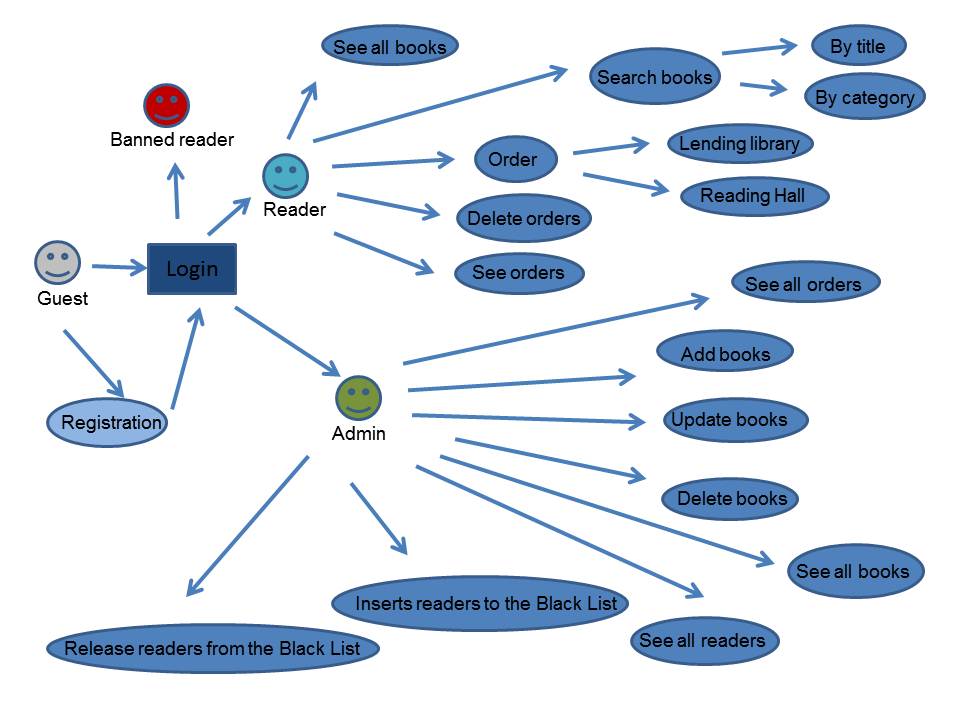 See all books
By title
Search books
By category
Banned reader
Order
Lending library
Reader
Reading Hall
Delete orders
Login
See orders
Guest
See all orders
Add books
Registration
Admin
Update books
Delete books
See all books
Inserts readers to the Black List
See all readers
Release readers from the Black List